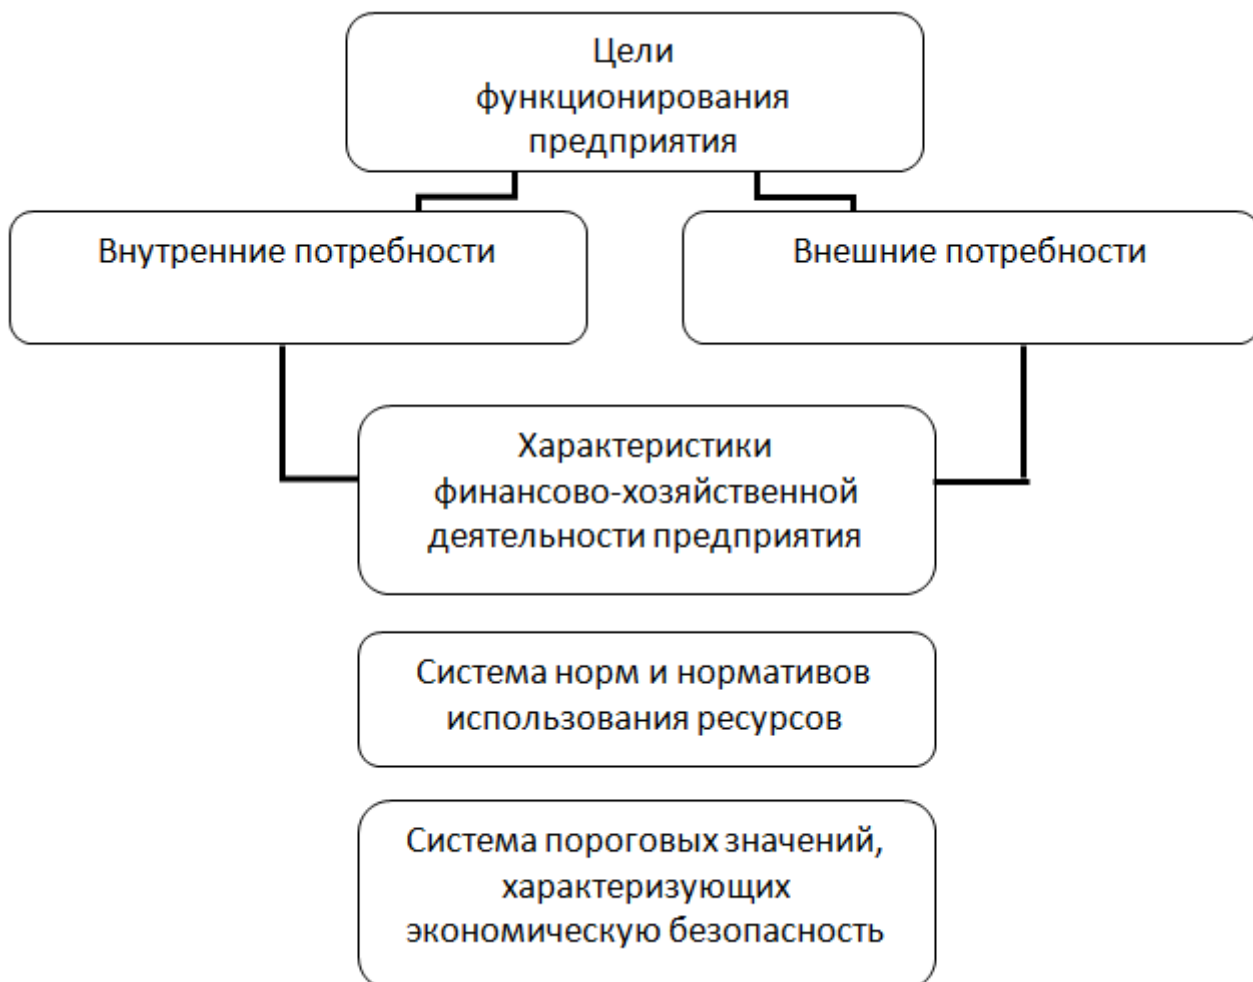 Цели
функционирования
предприятия
Внутренние потребности
Внешние потребности
Характеристики
финансово-хозяйственной
деятельности предприятия
Система норм и нормативов
использования ресурсов
Система пороговых значений,
характеризующих
экономическую безопасность